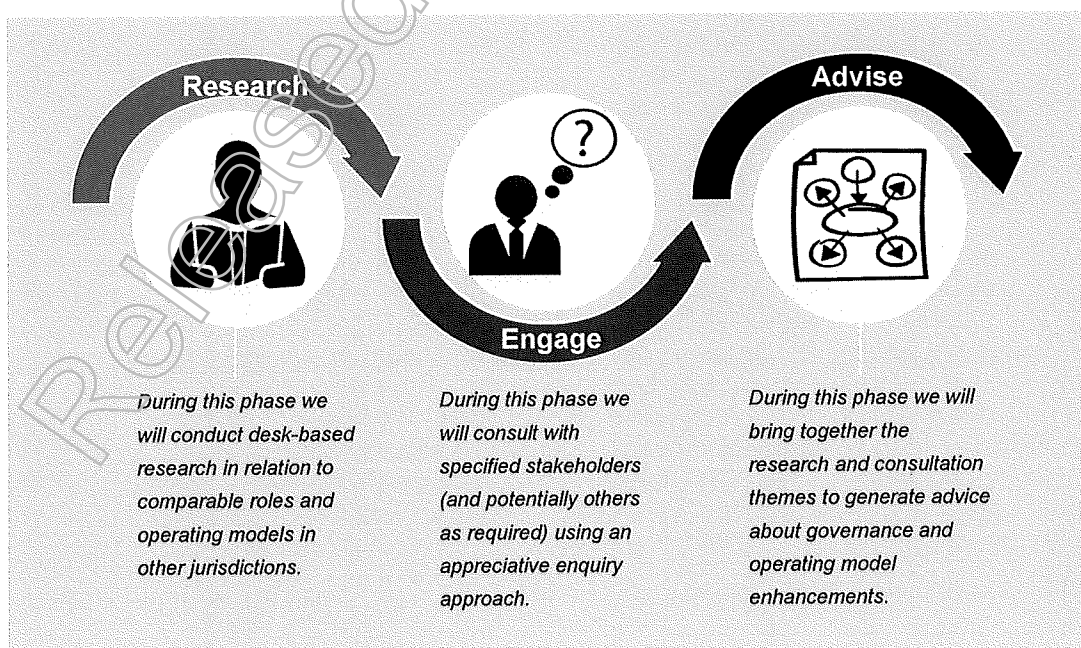 Research
Engage
Advise
During this phase we
will conduct desk-based
research in relation to
comparable roles and
operating models in
other jurisdictions.
During this phase we
will consult with
specified stakeholders
(and potentially others
as required) using an
appreciative enquiry
approach.
During this phase we will
bring together the
research and consultation
themes to generate advice
about governance and
operating model
enhancements.
?
Released